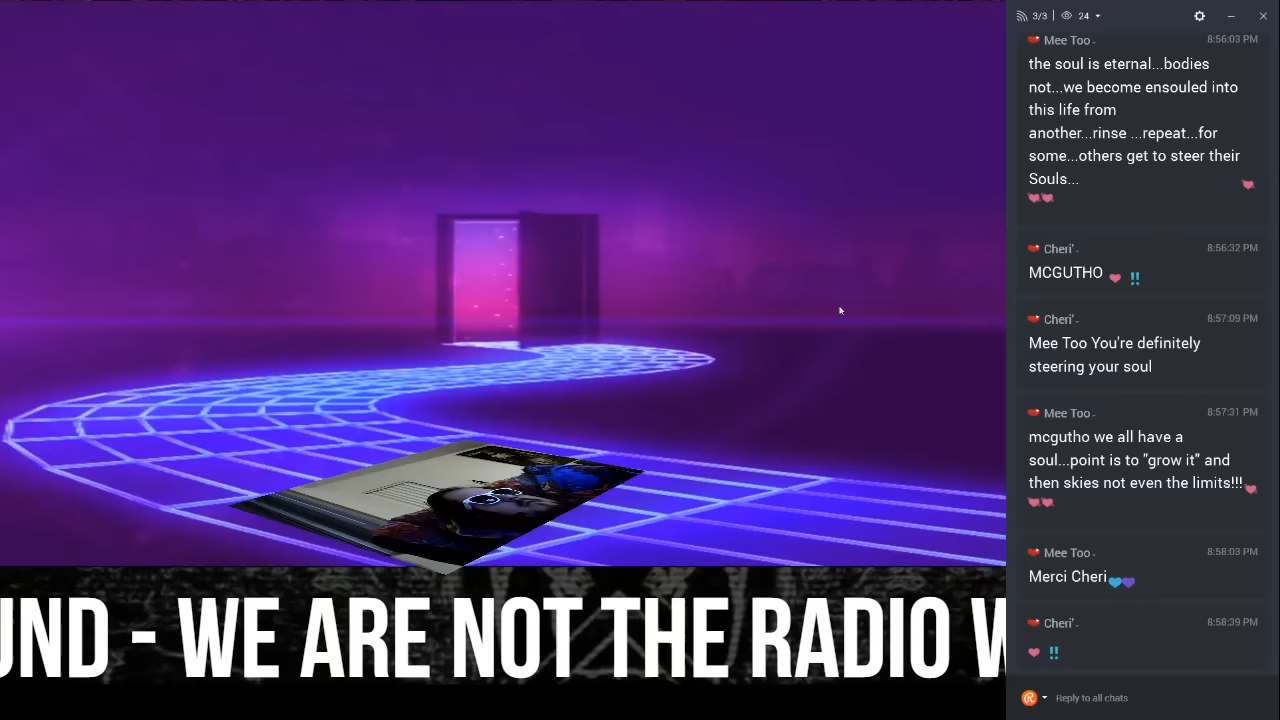 3/3 | 24
Mee Too - 8:56:03 PM
the soul is eternal...bodies
not...we become ensouled into
this life from
another...rinse ...repeat...for
some...others get to steer their
Souls... 💘
💘💘
Cheri' - 8:56:32 PM
MCGUTHO ❤ ‼
Cheri' - 8:57:09 PM
Mee Too You're definitely
steering your soul
Mee Too - 8:57:31 PM
mcgutho we all have a
soul...point is to "grow it" and
then skies not even the limits!!! 💘
💘💘
Mee Too - 8:58:03 PM
Merci Cheri 💙💜
Cheri' - 8:58:39 PM
❤ ‼
Reply to all chats
UND - WE ARE NOT THE RADIO W